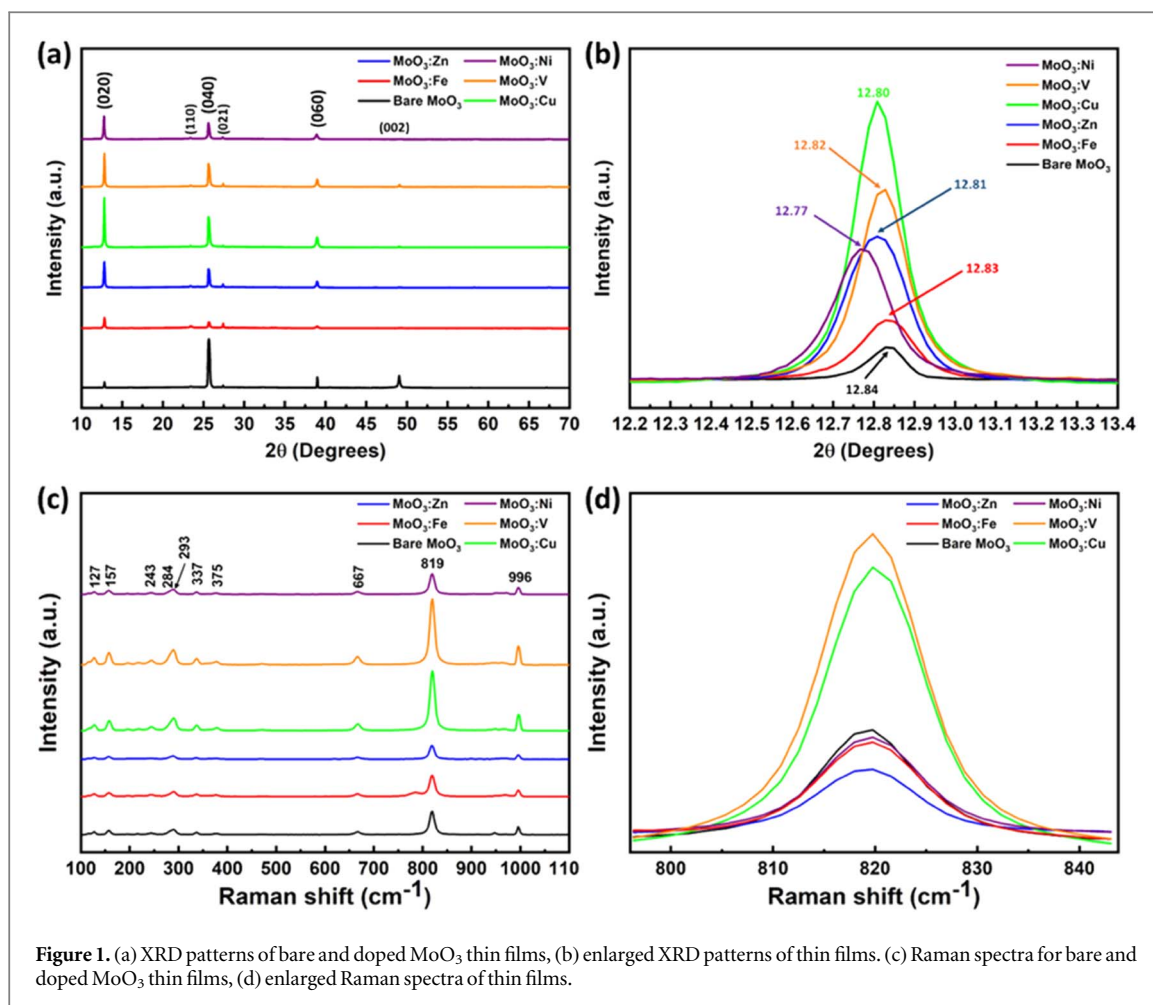 (a)
MoO₃:Zn MoO₃:Ni
MoO₃:Fe MoO₃:V
Bare MoO₃ MoO₃:Cu
(020)
(110)
(040)
(021)
(060)
(002)
Intensity (a.u.)
10 15 20 25 30 35 40 45 50 55 60 65 70
2θ (Degrees)
(b)
MoO₃:Ni
MoO₃:V
MoO₃:Cu
MoO₃:Zn
MoO₃:Fe
Bare MoO₃
12.80
12.82
12.81
12.77
12.83
12.84
Intensity (a.u.)
12.2 12.3 12.4 12.5 12.6 12.7 12.8 12.9 13.0 13.1 13.2 13.3 13.4
2θ (Degrees)
(c)
MoO₃:Zn MoO₃:Ni
MoO₃:Fe MoO₃:V
Bare MoO₃ MoO₃:Cu
127 157 243 284 293 337 375 667 819 996
Intensity (a.u.)
100 200 300 400 500 600 700 800 900 1000 1100
Raman shift (cm⁻¹)
(d)
MoO₃:Zn MoO₃:Ni
MoO₃:Fe MoO₃:V
Bare MoO₃ MoO₃:Cu
Intensity (a.u.)
800 810 820 830 840
Raman shift (cm⁻¹)
Figure 1. (a) XRD patterns of bare and doped MoO₃ thin films, (b) enlarged XRD patterns of thin films. (c) Raman spectra for bare and
doped MoO₃ thin films, (d) enlarged Raman spectra of thin films.